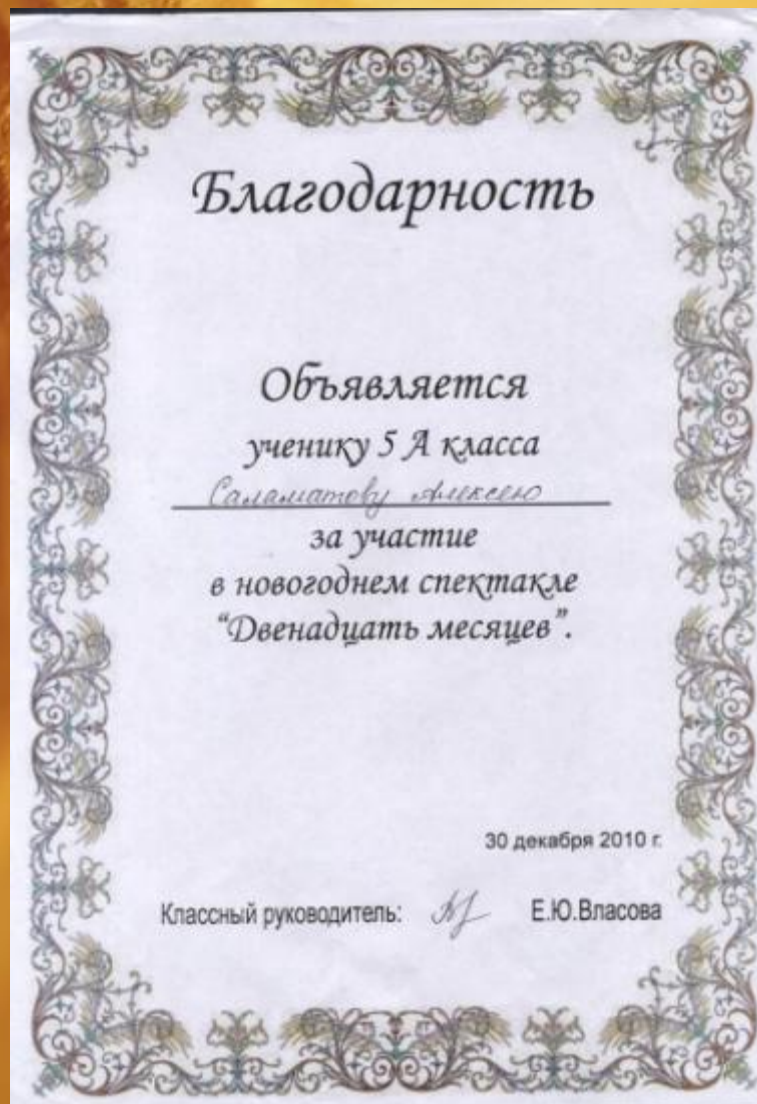 Благодарность
Объявляется
ученику 5 А класса
Саламатову Алексею
за участие
в новогоднем спектакле
“Двенадцать месяцев”.
30 декабря 2010 г.
Классный руководитель: Е.Ю.Власова